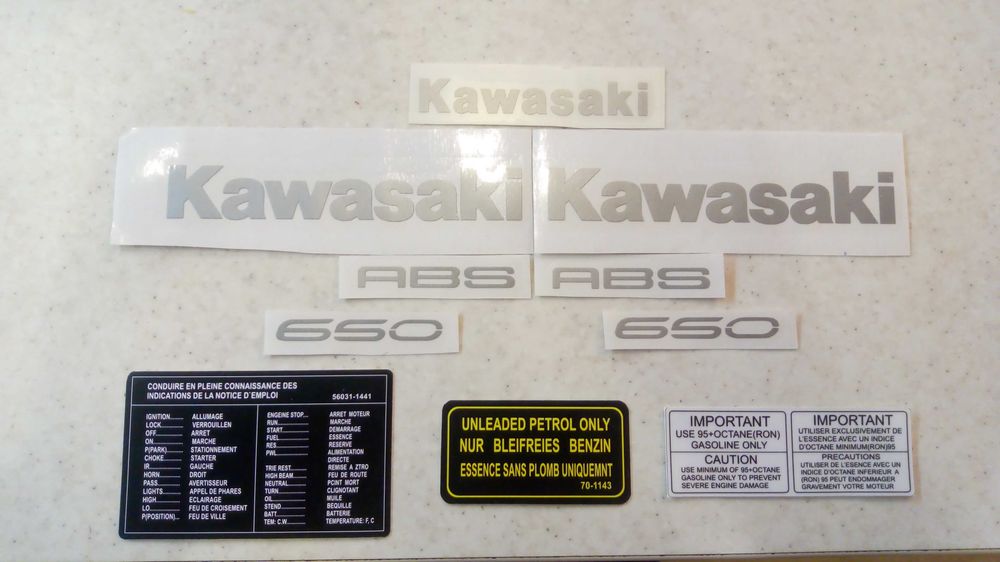 Kawasaki
Kawasaki
Kawasaki
ABS
ABS
650
650
CONDUIRE EN PLEINE CONNAISSANCE DES
INDICATIONS DE LA NOTICE D'EMPLOI 56031-1441
IGNITION....... ALLUMAGE
LOCK............ VERROUILLEN
OFF.............. ARRET
ON................ MARCHE
P(PARK)....... STATIONNEMENT
CHOKE......... STARTER
IR.................. GAUCHE
HORN........... DROIT
PASS............ AVERTISSEUR
LIGHTS......... APPEL DE PHARES
HIGH............. ECLAIRAGE
LO................. FEU DE CROISEMENT
P(POSITION)... FEU DE VILLE
ENGEINE STOP.... ARRET MOTEUR
RUN................ MARCHE
START............. DEMARRAGE
FUEL............... ESSENCE
RES................. RESERVE
PWL................ ALIMENTATION
DIRECTE
TRIE REST........ REMISE A ZTRO
HIGH BEAM....... FEU DE ROUTE
NEUTRAL......... PCINT MORT
TURN.............. CLIGNOTANT
OIL.................. MUILE
STEND............. BEQUILLE
BATT............... BATTERIE
TEM: C.W......... TEMPERATURE: F, C
UNLEADED PETROL ONLY
NUR BLEIFREIES BENZIN
ESSENCE SANS PLOMB UNIQUEMNT
70-1143
IMPORTANT
USE 95+OCTANE(RON)
GASOLINE ONLY
CAUTION
USE MINIMUM OF 95+OCTANE
GASOLINE ONLY TO PREVENT
SEVERE ENGINE DAMAGE
IMPORTANT
UTILISER EXCLUSIVEMENT DE
L'ESSENCE AVEC UN INDICE
D'OCTANE MINIMUM(RON)95
PRECAUTIONS
UTILISER DE L'ESENCE AVEC UN
INDICE D'OCTANE INFERIEUR A
(RON) 95 PEUT ENDOMMAGER
GRAVEMENT VOTRE MOTEUR